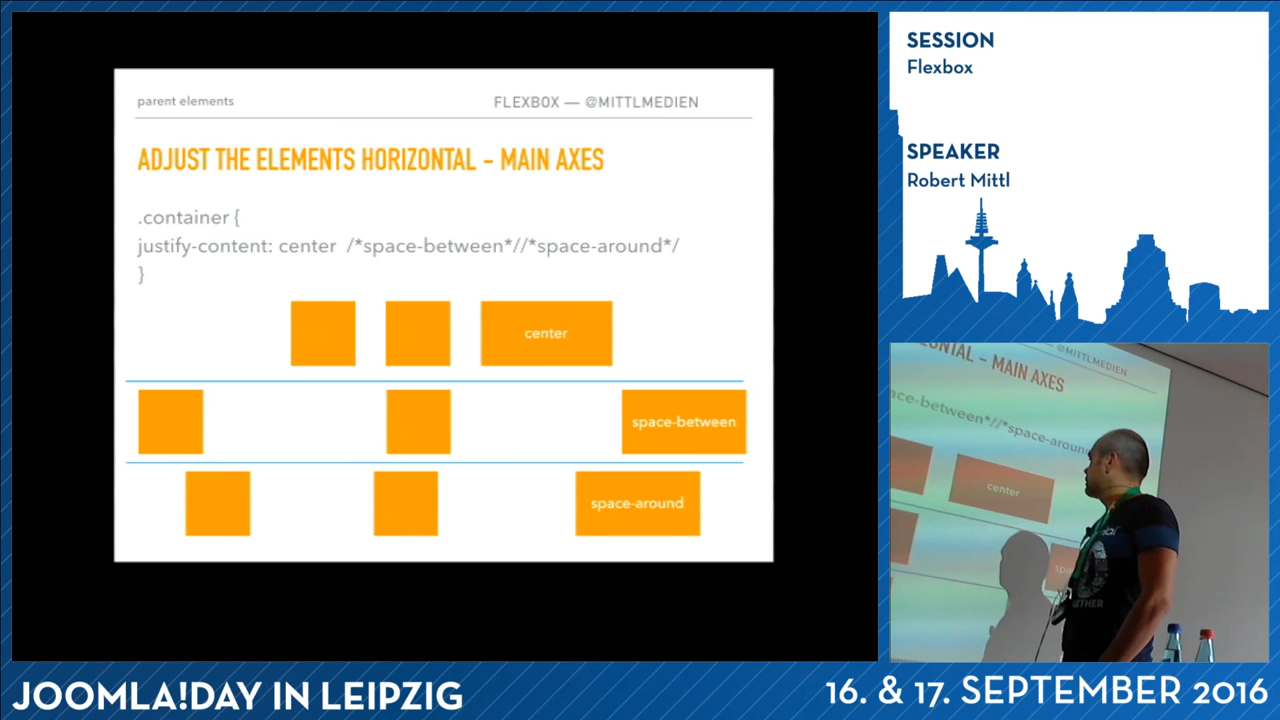 parent elements
FLEXBOX — @MITTLMEDIEN
ADJUST THE ELEMENTS HORIZONTAL - MAIN AXES
.container {
justify-content: center /*space-between*//*space-around*/
}
center
space-between
space-around
SESSION
Flexbox
SPEAKER
Robert Mittl
@MITTLMEDIEN
ONTAL - MAIN AXES
ace-between*//*space-aroun
center
JOOMLA!DAY IN LEIPZIG
16. & 17. SEPTEMBER 2016